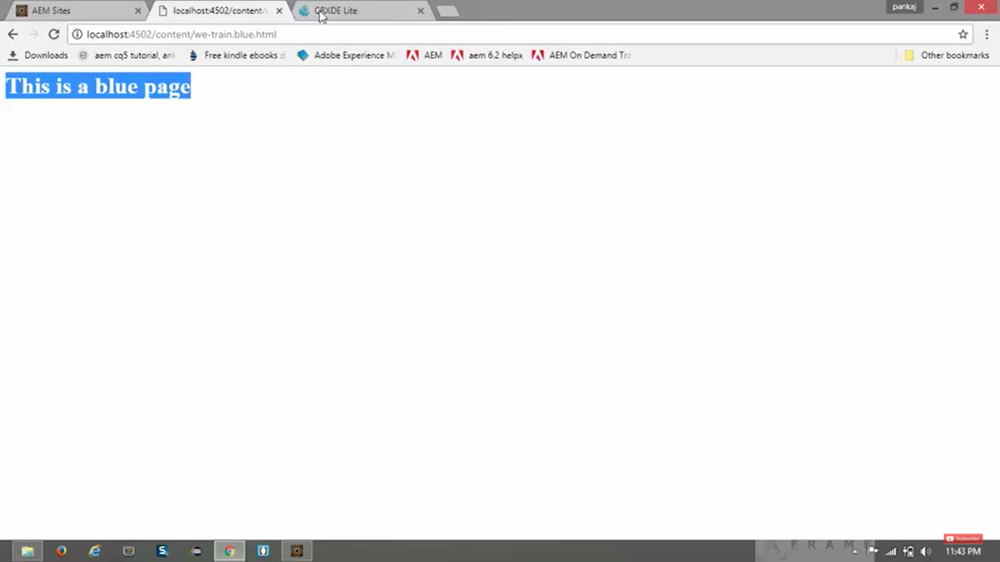 AEM Sites
localhost:4502/content/
CRXDE Lite
pankaj
localhost:4502/content/we-train.blue.html
Downloads
aem cq5 tutorial,
Free kindle ebooks
Adobe Experience M
AEM
aem 6.2 helpx
AEM On Demand Tra
Other bookmarks
This is a blue page
FRAME
Subscribe
11:43 PM